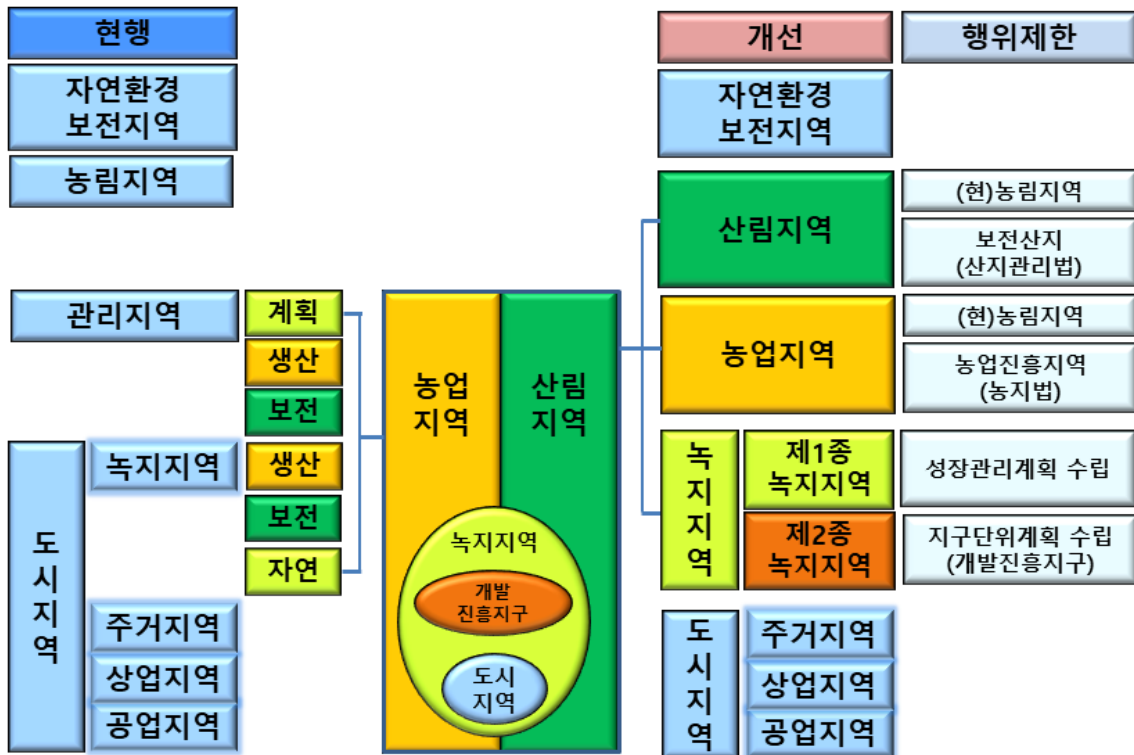 현행
자연환경
보전지역
농림지역
관리지역
계획
생산
보전
도시지역
녹지지역
생산
보전
자연
주거지역
상업지역
공업지역
농업
지역
산림
지역
녹지지역
개발
진흥지구
도시
지역
개선
행위제한
자연환경
보전지역
산림지역
(현)농림지역
보전산지
(산지관리법)
농업지역
(현)농림지역
농업진흥지역
(농지법)
녹지지역
제1종
녹지지역
성장관리계획 수립
제2종
녹지지역
지구단위계획 수립
(개발진흥지구)
도시지역
주거지역
상업지역
공업지역